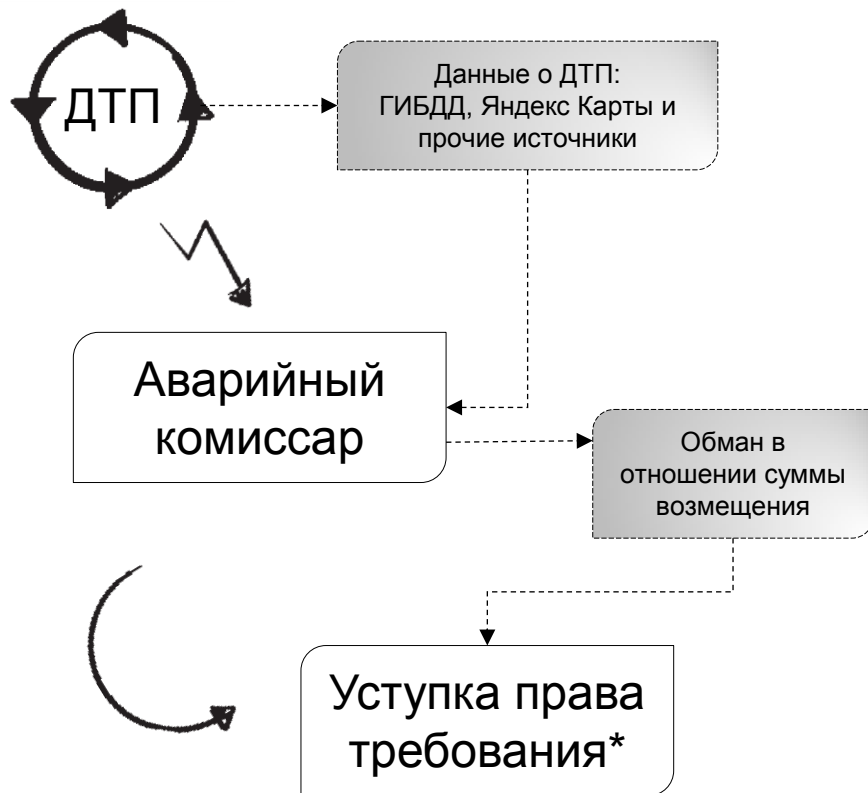 ДТП
Данные о ДТП:
ГИБДД, Яндекс Карты и
прочие источники
Аварийный
комиссар
Обман в
отношении суммы
возмещения
Уступка права
требования*